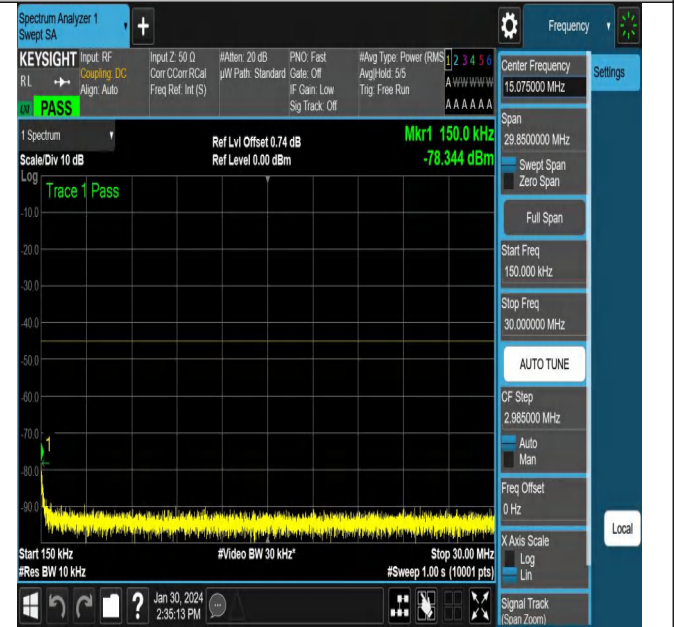 Spectrum Analyzer 1
Swept SA
+
Frequency
KEYSIGHT
RL
PASS
Input: RF
Coupling: DC
Align: Auto
Input Z: 50 Ω
Corr CCorr RCal
Freq Ref: Int (S)
#Atten: 20 dB
µW Path: Standard
PNO: Fast
Gate: Off
IF Gain: Low
Sig Track: Off
#Avg Type: Power (RMS
Avg|Hold: 5/5
Trig: Free Run
1 2 3 4 5 6
A W W W W W
A A A A A A
1 Spectrum
Scale/Div 10 dB
Ref Lvl Offset 0.74 dB
Ref Level 0.00 dBm
Mkr1 150.0 kHz
-78.344 dBm
Log
Trace 1 Pass
-10.0
-20.0
-30.0
-40.0
-50.0
-60.0
-70.0
-80.0
-90.0
1
Start 150 kHz
#Res BW 10 kHz
#Video BW 30 kHz*
Stop 30.00 MHz
#Sweep 1.00 s (10001 pts)
Center Frequency
15.075000 MHz
Span
29.8500000 MHz
Swept Span
Zero Span
Full Span
Start Freq
150.000 kHz
Stop Freq
30.000000 MHz
AUTO TUNE
CF Step
2.985000 MHz
Auto
Man
Freq Offset
0 Hz
X Axis Scale
Log
Lin
Signal Track
(Span Zoom)
Settings
Local
?
Jan 30, 2024
2:35:13 PM